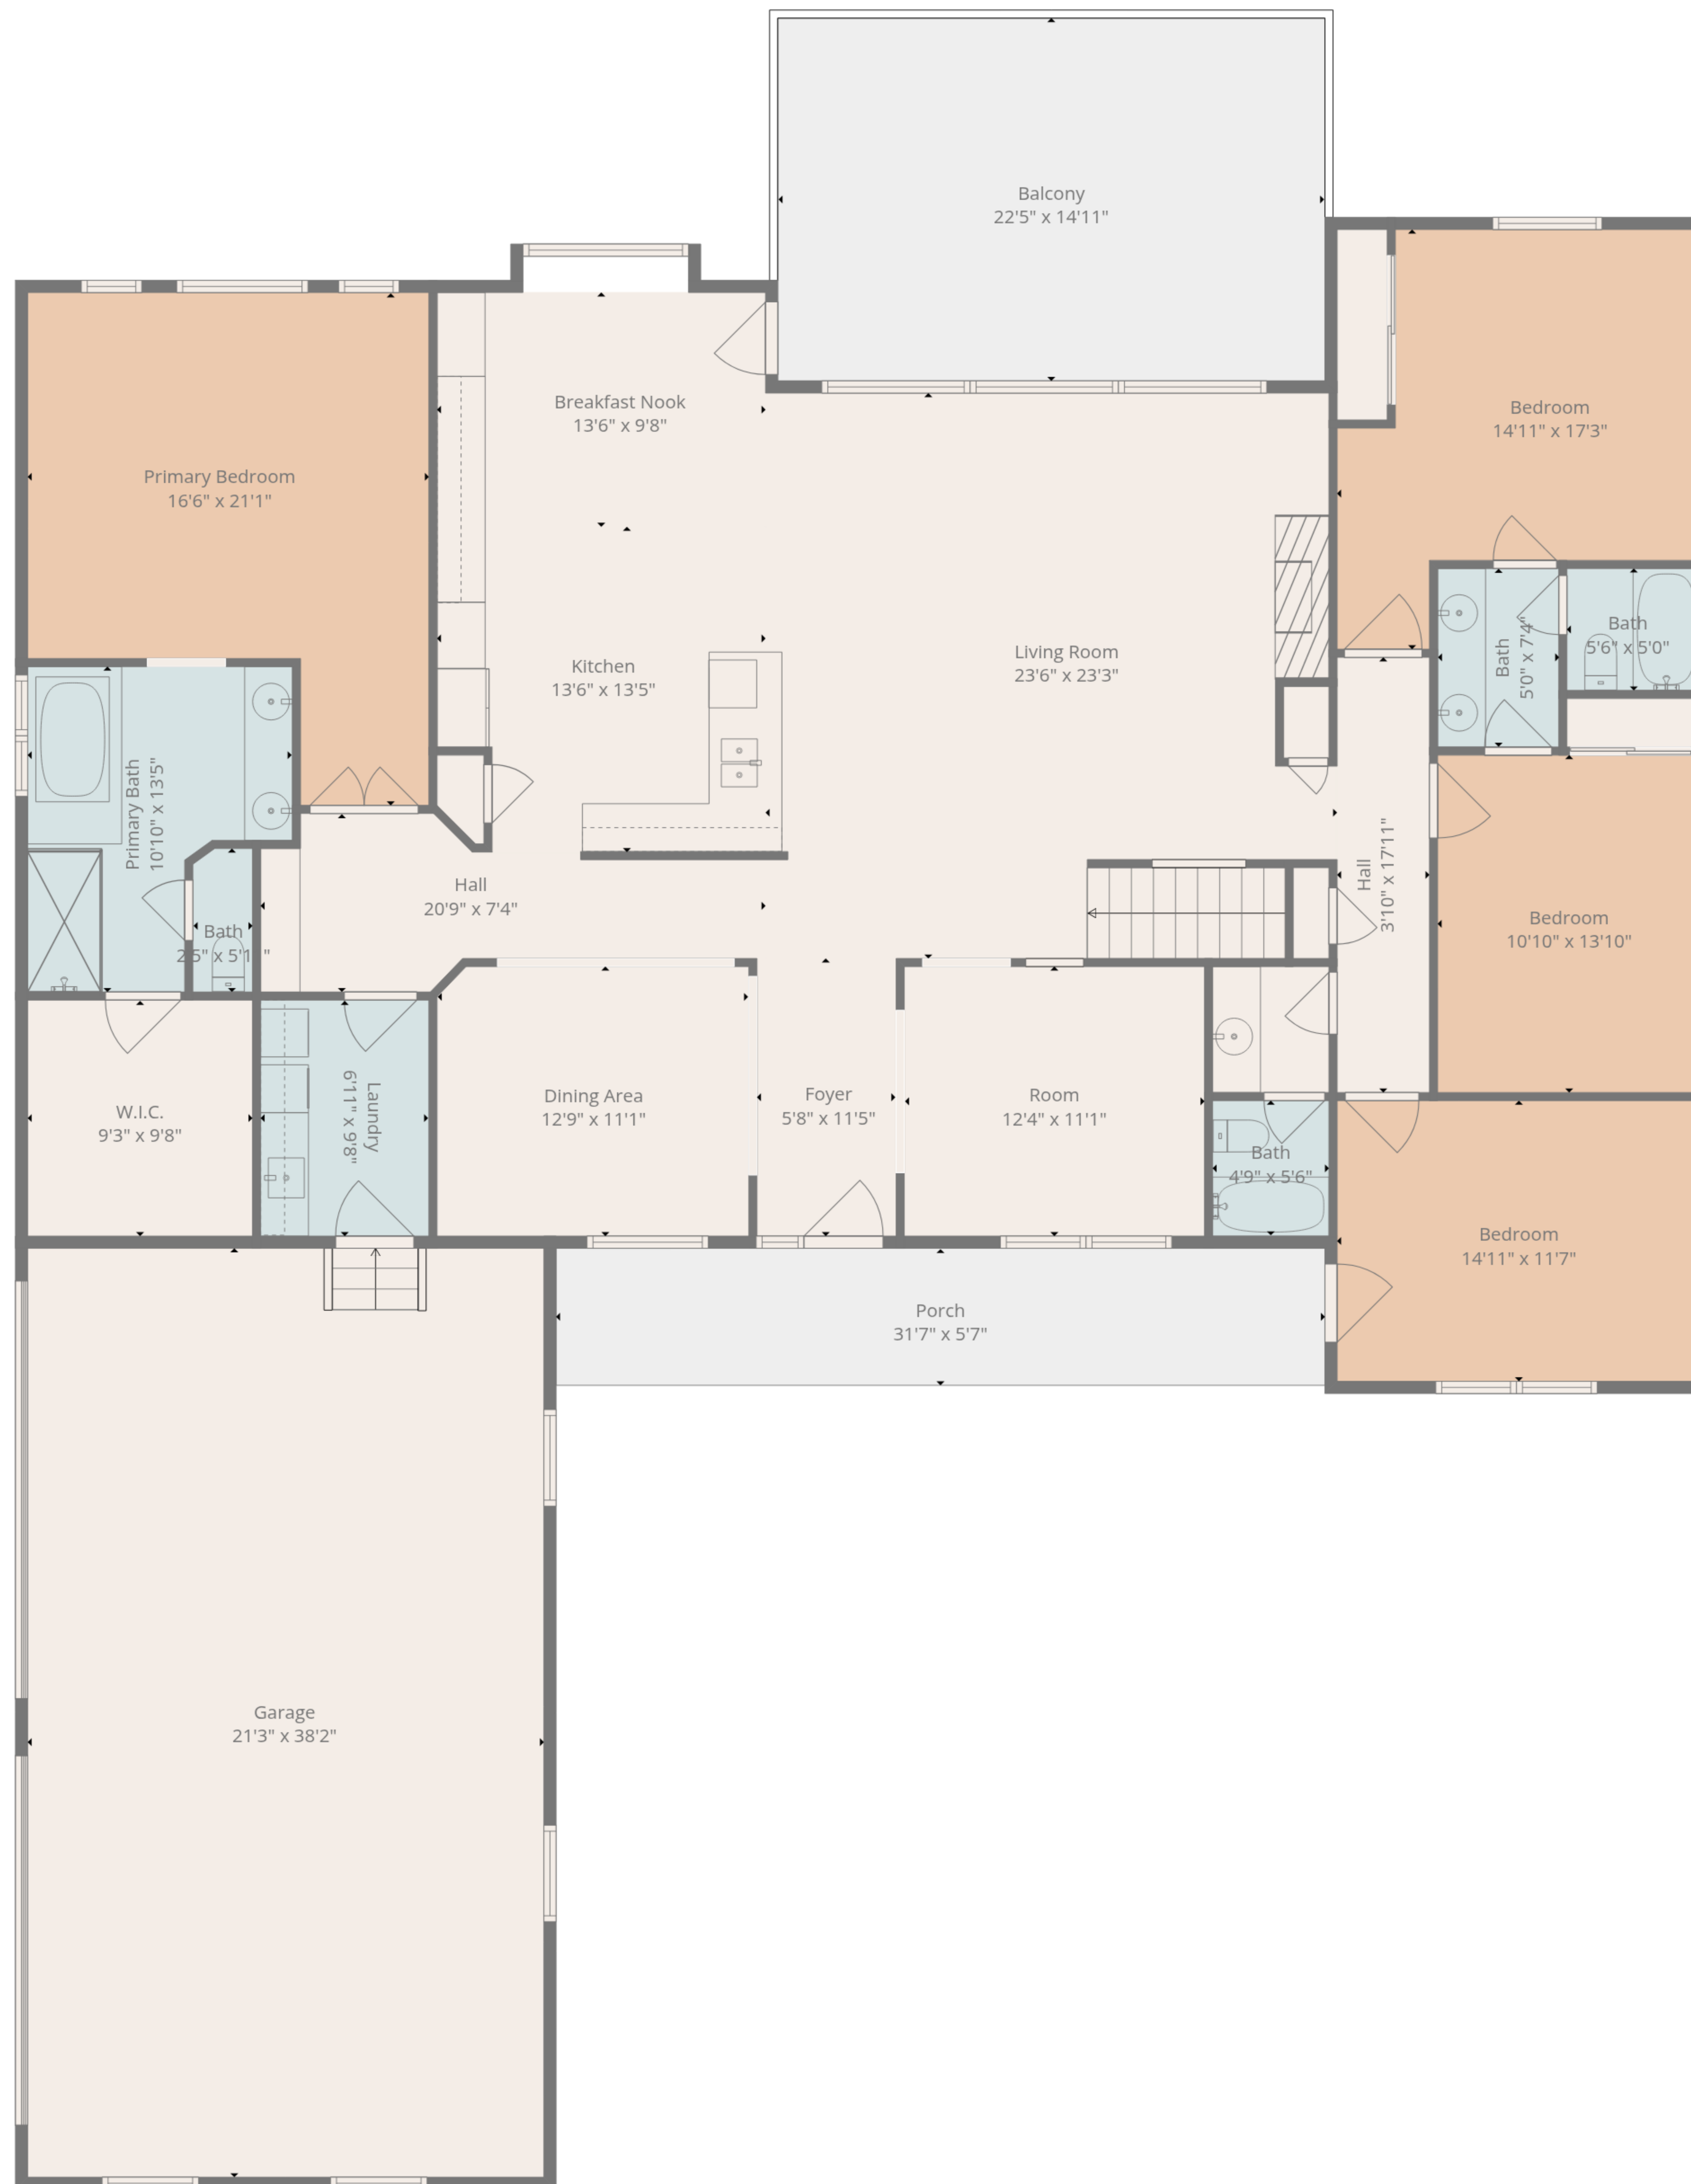 Balcony
22'5" x 14'11"
Breakfast Nook
13'6" x 9'8"
Bedroom
14'11" x 17'3"
Primary Bedroom
16'6" x 21'1"
Kitchen
13'6" x 13'5"
Living Room
23'6" x 23'3"
Bath
5'0" x 7'4"
Bath
5'6" x 5'0"
Primary Bath
10'10" x 13'5"
Hall
20'9" x 7'4"
Hall
3'10" x 17'11"
Bath
Bedroom
10'10" x 13'10"
W.I.C.
9'3" x 9'8"
Laundry
6'11" x 9'8"
Dining Area
12'9" x 11'1"
Foyer
5'8" x 11'5"
Room
12'4" x 11'1"
Bath
4'9" x 5'6"
Bedroom
14'11" x 11'7"
Porch
31'7" x 5'7"
Garage
21'3" x 38'2"